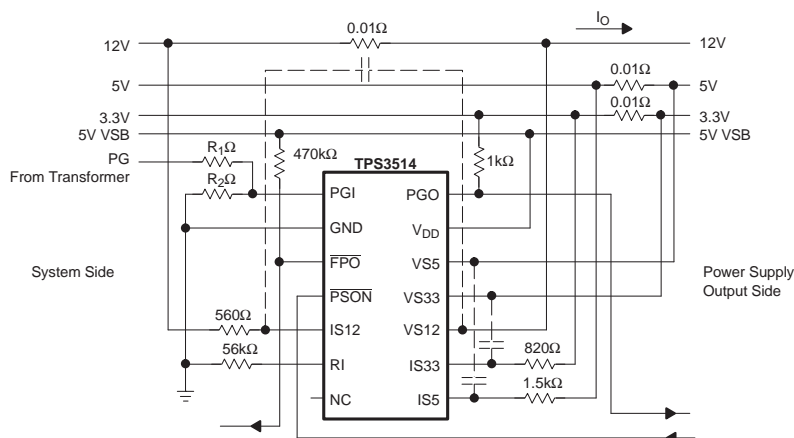 0.01Ω
I_O
12V
12V
5V
0.01Ω
5V
3.3V
0.01Ω
3.3V
5V VSB
5V VSB
PG
From Transformer
R₁Ω
R₂Ω
470kΩ
TPS3514
1kΩ
PGI
PGO
GND
V_DD
FPO
VS5
System Side
Power Supply
Output Side
PSON
VS33
560Ω
IS12
VS12
56kΩ
RI
IS33
820Ω
NC
IS5
1.5kΩ